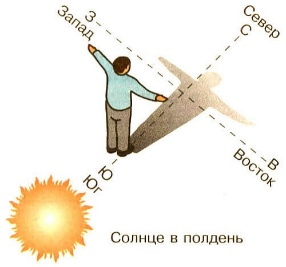 З
Запад
Север
С
В
Восток
Ю
Юг
Солнце в полдень